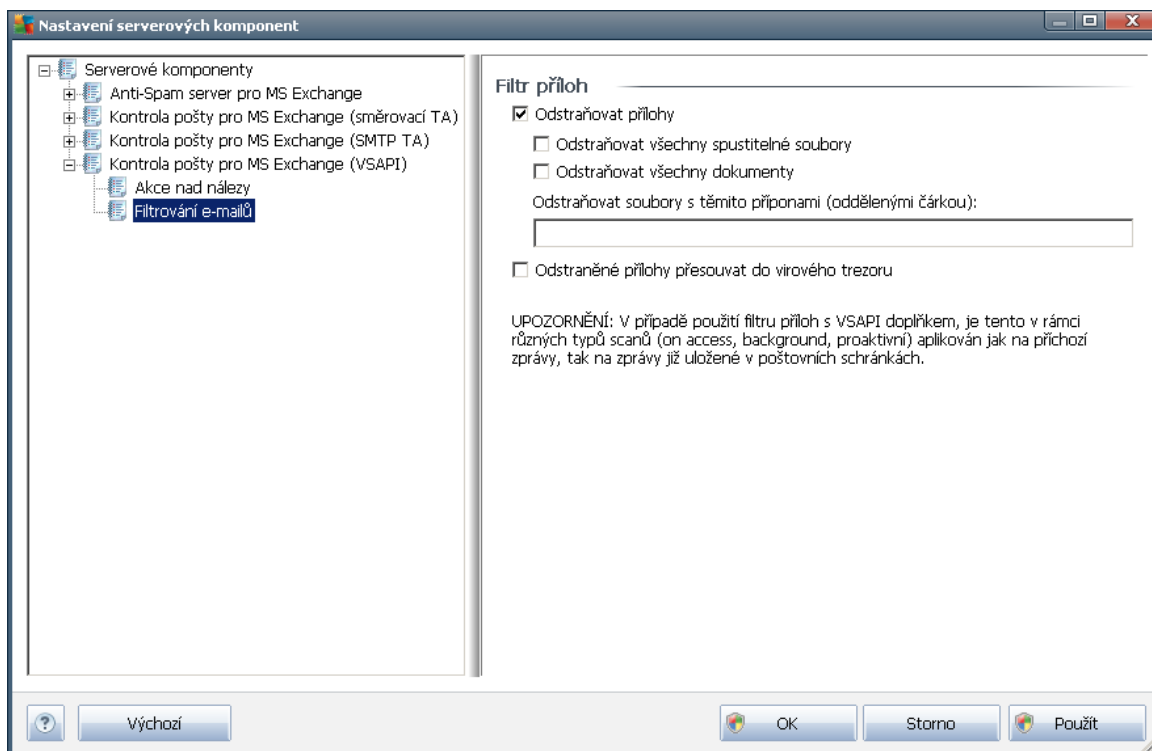 Nastavení serverových komponent
Serverové komponenty
Anti-Spam server pro MS Exchange
Kontrola pošty pro MS Exchange (směrovací TA)
Kontrola pošty pro MS Exchange (SMTP TA)
Kontrola pošty pro MS Exchange (VSAPI)
Akce nad nálezy
Filtrování e-mailů
Filtr příloh
Odstraňovat přílohy
Odstraňovat všechny spustitelné soubory
Odstraňovat všechny dokumenty
Odstraňovat soubory s těmito příponami (oddělenými čárkou):
Odstraněné přílohy přesouvat do virového trezoru
UPOZORNĚNÍ: V případě použití filtru příloh s VSAPI doplňkem, je tento v rámci
různých typů scanů (on access, background, proaktivní) aplikován jak na příchozí
zprávy, tak na zprávy již uložené v poštovních schránkách.
?
Výchozí
OK
Storno
Použít